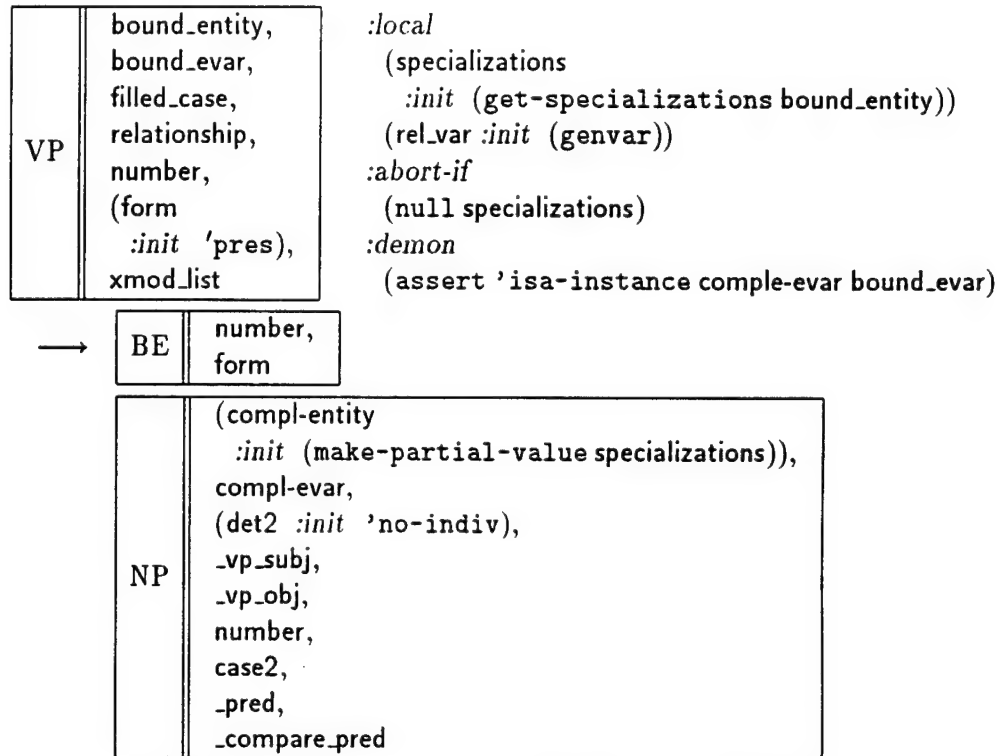 VP
bound_entity,
bound_evar,
filled_case,
relationship,
number,
(form
:init 'pres),
xmod_list
:local
(specializations
:init (get-specializations bound_entity))
(rel_var :init (genvar))
:abort-if
(null specializations)
:demon
(assert 'isa-instance comple-evar bound_evar)
⟶
BE
number,
form
NP
(compl-entity
:init (make-partial-value specializations)),
compl-evar,
(det2 :init 'no-indiv),
_vp_subj,
_vp_obj,
number,
case2,
_pred,
_compare_pred